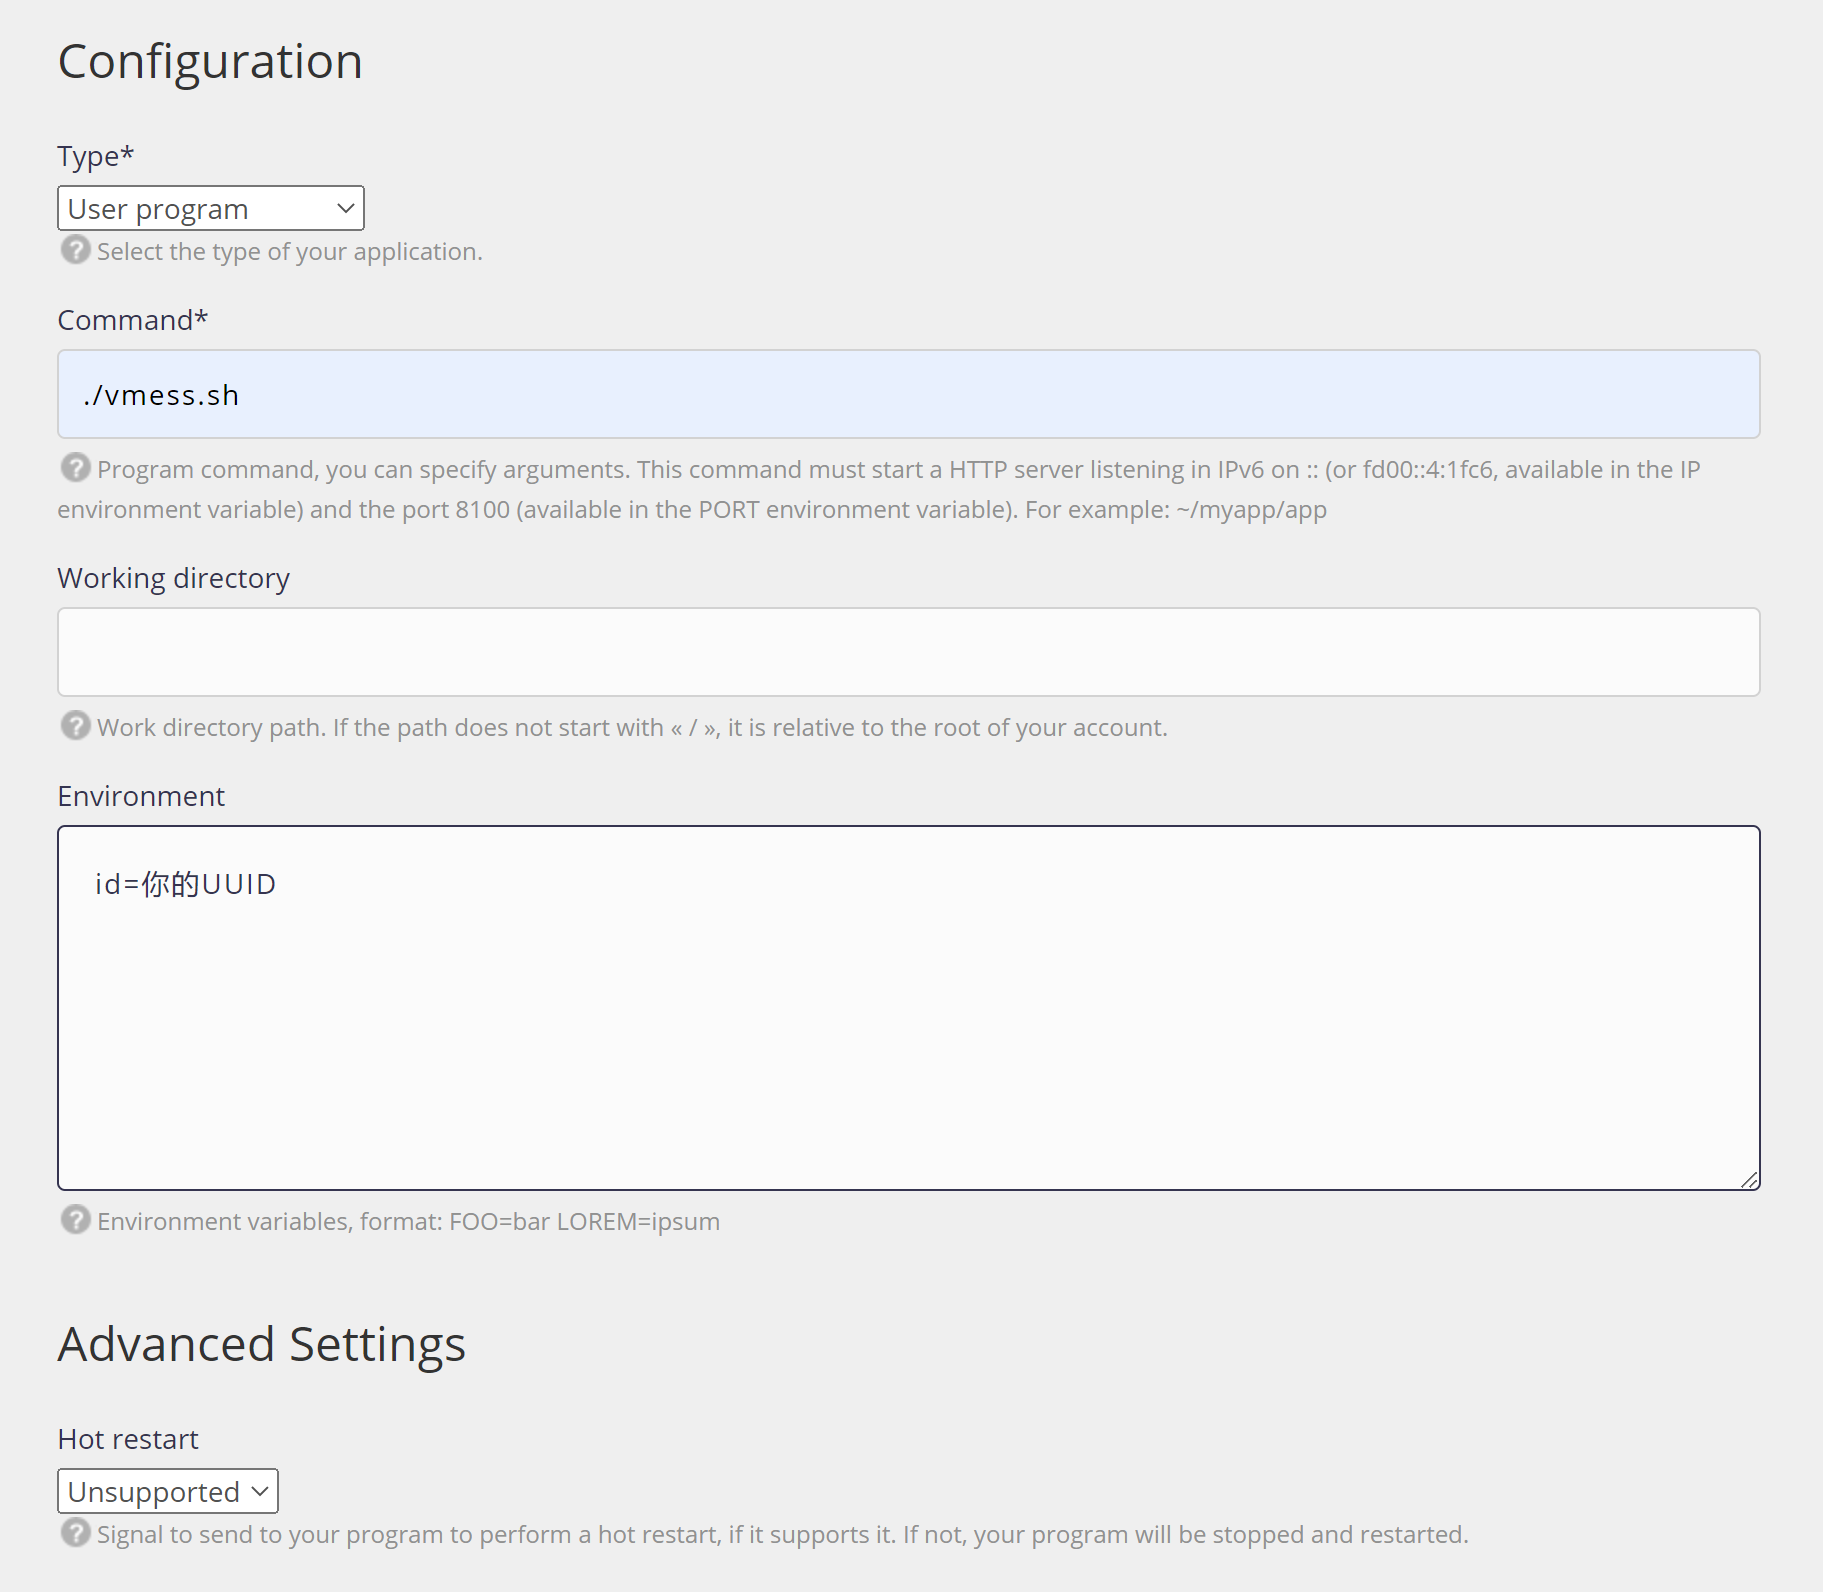 Configuration
Type*
User program
Select the type of your application.
Command*
./vmess.sh
Program command, you can specify arguments. This command must start a HTTP server listening in IPv6 on :: (or fd00::4:1fc6, available in the IP
environment variable) and the port 8100 (available in the PORT environment variable). For example: ~/myapp/app
Working directory
Work directory path. If the path does not start with « / », it is relative to the root of your account.
Environment
id=你的UUID
Environment variables, format: FOO=bar LOREM=ipsum
Advanced Settings
Hot restart
Unsupported
Signal to send to your program to perform a hot restart, if it supports it. If not, your program will be stopped and restarted.